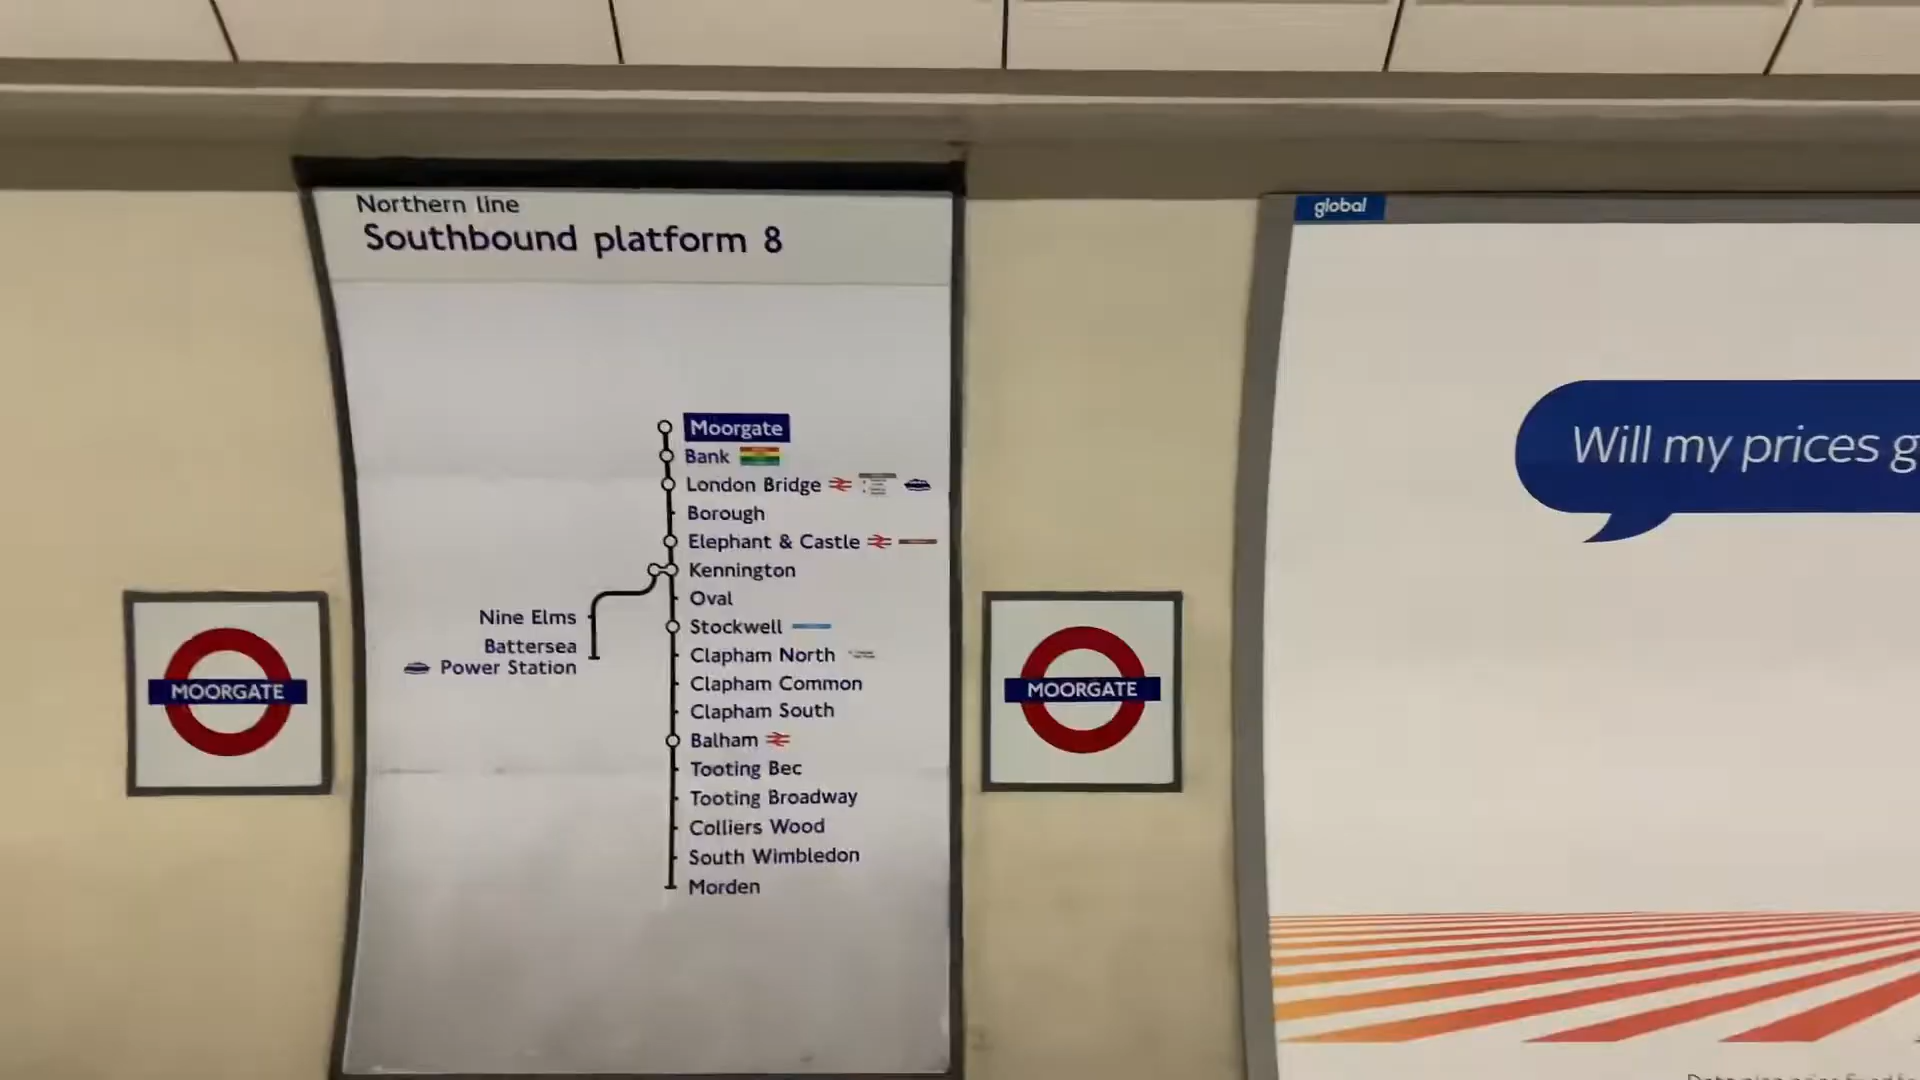 Northern line
Southbound platform 8
Moorgate
Bank
London Bridge
Borough
Elephant & Castle
Kennington
Oval
Stockwell
Clapham North
Clapham Common
Clapham South
Balham
Tooting Bec
Tooting Broadway
Colliers Wood
South Wimbledon
Morden
Nine Elms
Battersea
Power Station
MOORGATE
MOORGATE
global
Will my prices g